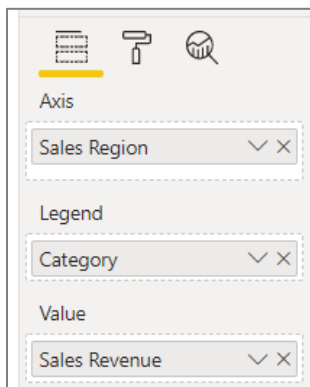 Axis
Sales Region
Legend
Category
Value
Sales Revenue